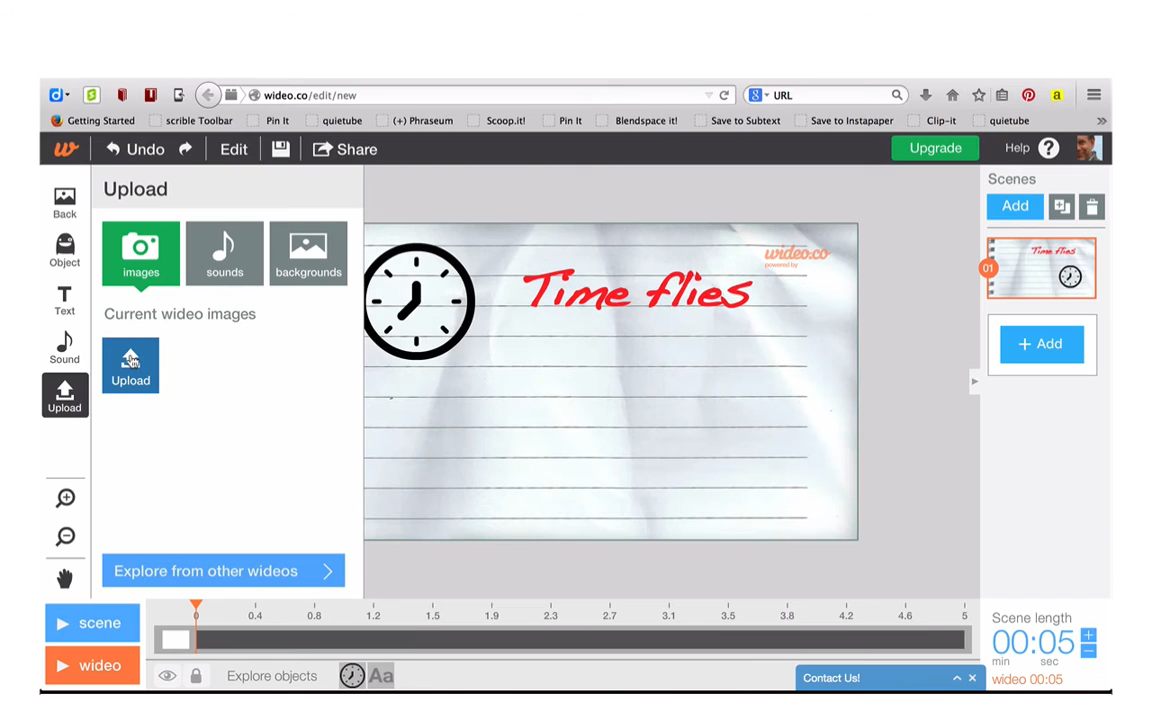 wideo.co/edit/new
URL
Getting Started
scrible Toolbar
Pin It
quietube
(+) Phraseum
Scoop.it!
Pin It
Blendspace it!
Save to Subtext
Save to Instapaper
Clip-it
quietube
Undo
Edit
Share
Upgrade
Help
Back
Object
Text
Sound
Upload
Upload
images
sounds
backgrounds
Current wideo images
Upload
Explore from other wideos
wideo.co
powered by
Time flies
Scenes
Add
01
Time flies
+ Add
scene
wideo
0 0.4 0.8 1.2 1.5 1.9 2.3 2.7 3.1 3.5 3.8 4.2 4.6 5
Explore objects
Aa
Contact Us!
Scene length
00:05
min sec
wideo 00:05